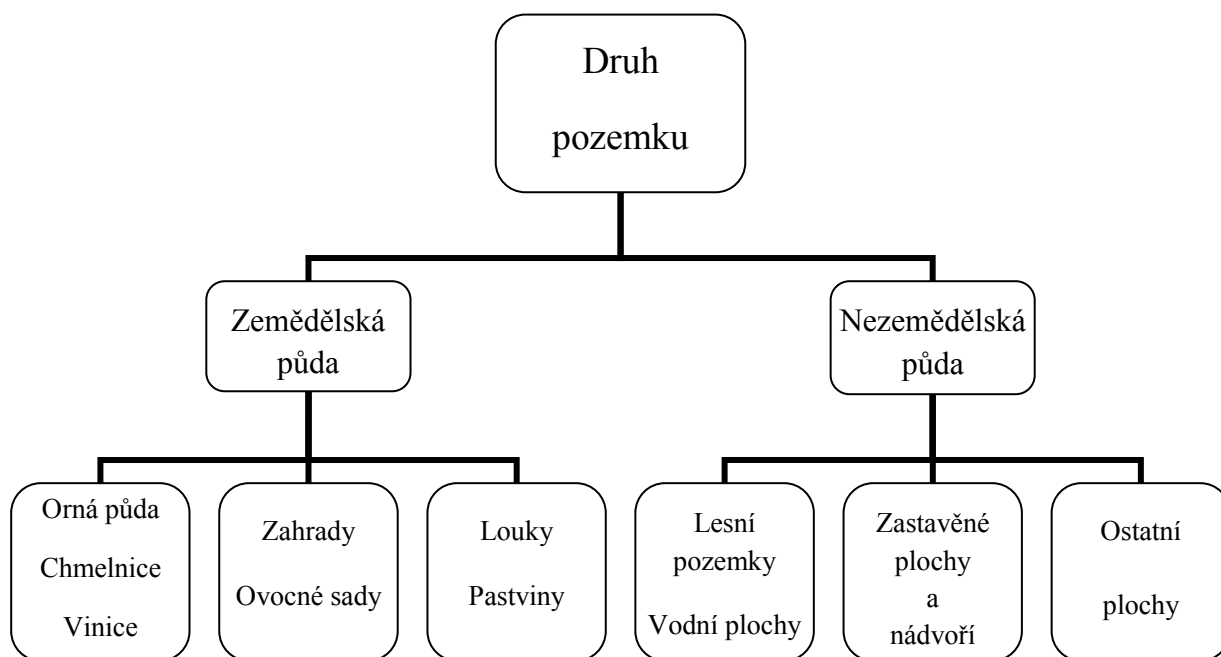 Druh
pozemku
Zemědělská
půda
Nezemědělská
půda
Orná půda
Chmelnice
Vinice
Zahrady
Ovocné sady
Louky
Pastviny
Lesní
pozemky
Vodní plochy
Zastavěné
plochy
a
nádvoří
Ostatní
plochy